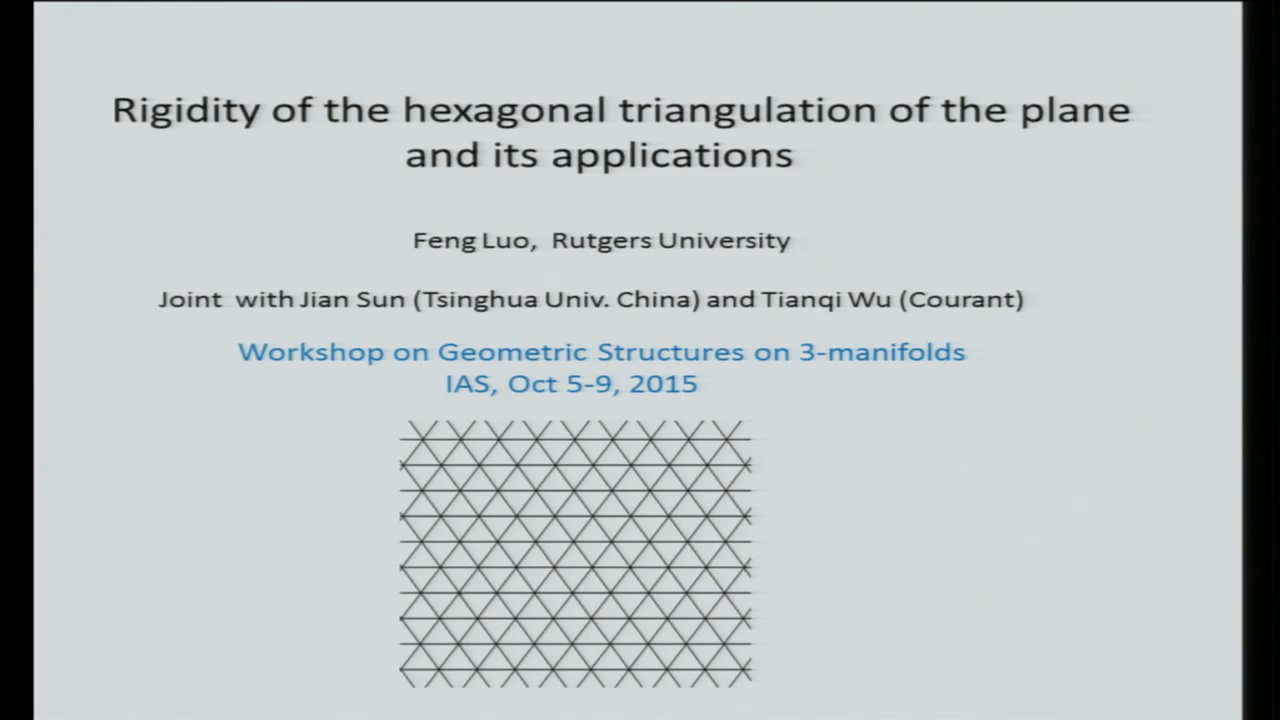 Rigidity of the hexagonal triangulation of the plane
and its applications
Feng Luo, Rutgers University
Joint with Jian Sun (Tsinghua Univ. China) and Tianqi Wu (Courant)
Workshop on Geometric Structures on 3-manifolds
IAS, Oct 5-9, 2015